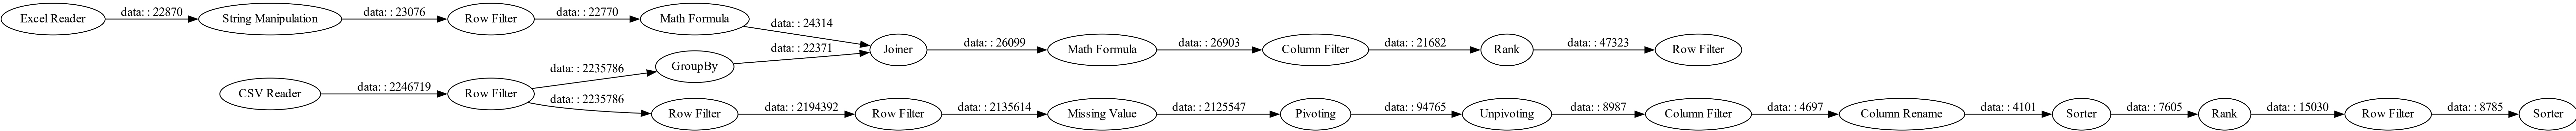 Excel Reader
data: : 22870
String Manipulation
data: : 23076
Row Filter
data: : 22770
Math Formula
data: : 24314
CSV Reader
data: : 2246719
Row Filter
data: : 2235786
GroupBy
data: : 22371
Joiner
data: : 26099
Math Formula
data: : 26903
Column Filter
data: : 21682
Rank
data: : 47323
Row Filter
data: : 2235786
Row Filter
data: : 2194392
Row Filter
data: : 2135614
Missing Value
data: : 2125547
Pivoting
data: : 94765
Unpivoting
data: : 8987
Column Filter
data: : 4697
Column Rename
data: : 4101
Sorter
data: : 7605
Rank
data: : 15030
Row Filter
data: : 8785
Sorter